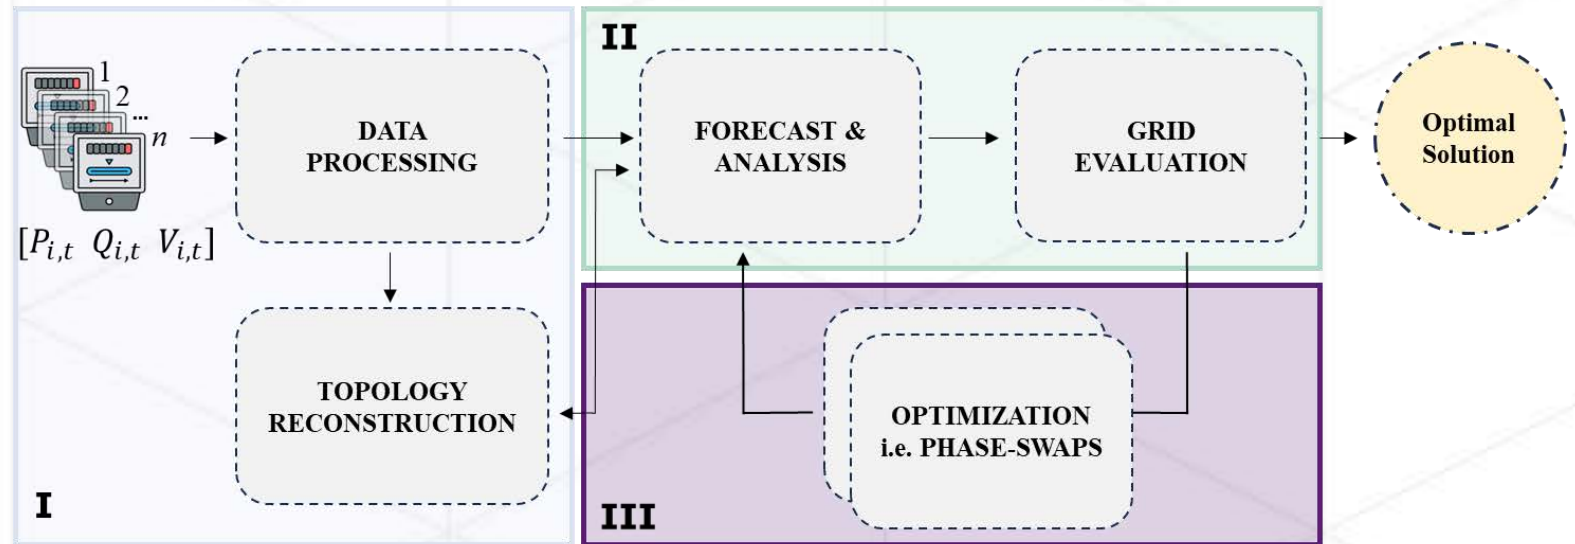 II
1
2
...
n
DATA
PROCESSING
FORECAST &
ANALYSIS
GRID
EVALUATION
Optimal
Solution
[P_{i,t} Q_{i,t} V_{i,t}]
TOPOLOGY
RECONSTRUCTION
OPTIMIZATION
i.e. PHASE-SWAPS
I
III